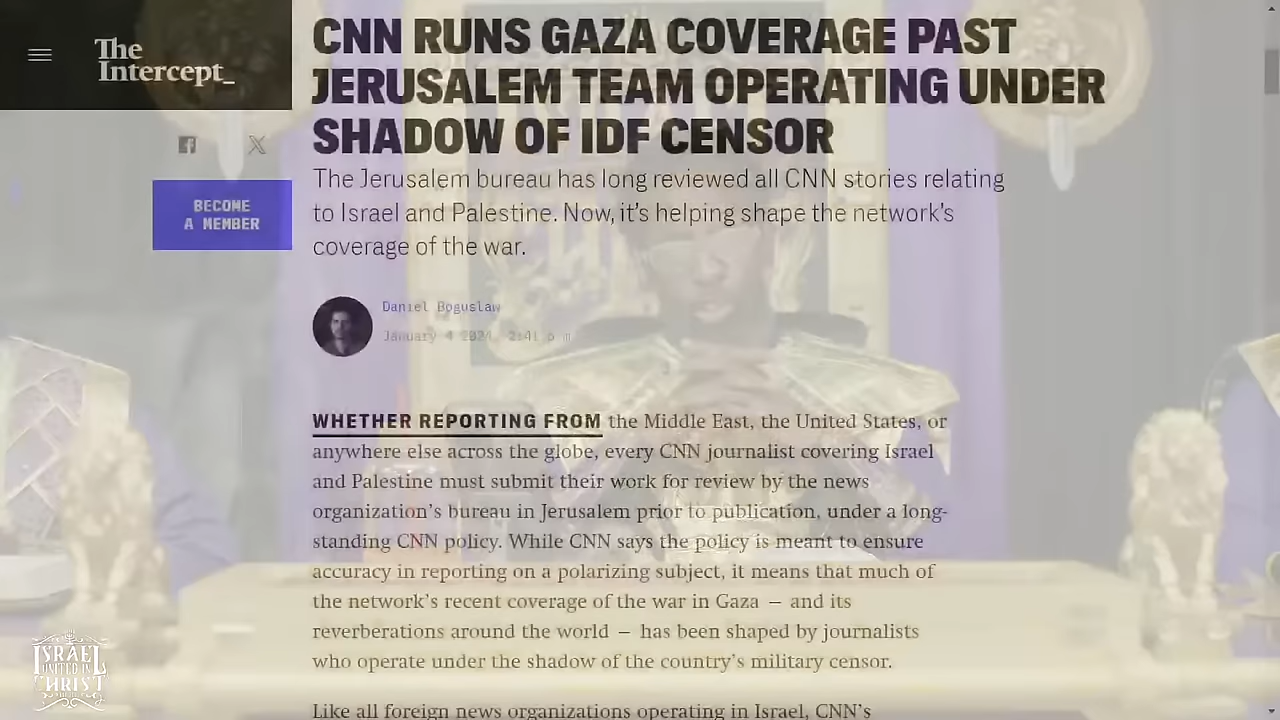 The
Intercept_
CNN RUNS GAZA COVERAGE PAST
JERUSALEM TEAM OPERATING UNDER
SHADOW OF IDF CENSOR
The Jerusalem bureau has long reviewed all CNN stories relating
to Israel and Palestine. Now, it's helping shape the network's
coverage of the war.
BECOME
A MEMBER
Daniel Boguslaw
January 4 2024, 2:41 p.m.
WHETHER REPORTING FROM the Middle East, the United States, or
anywhere else across the globe, every CNN journalist covering Israel
and Palestine must submit their work for review by the news
organization's bureau in Jerusalem prior to publication, under a long-
standing CNN policy. While CNN says the policy is meant to ensure
accuracy in reporting on a polarizing subject, it means that much of
the network's recent coverage of the war in Gaza — and its
reverberations around the world — has been shaped by journalists
who operate under the shadow of the country's military censor.
Like all foreign news organizations operating in Israel, CNN's
ISRAEL
UNITED IN
CHRIST